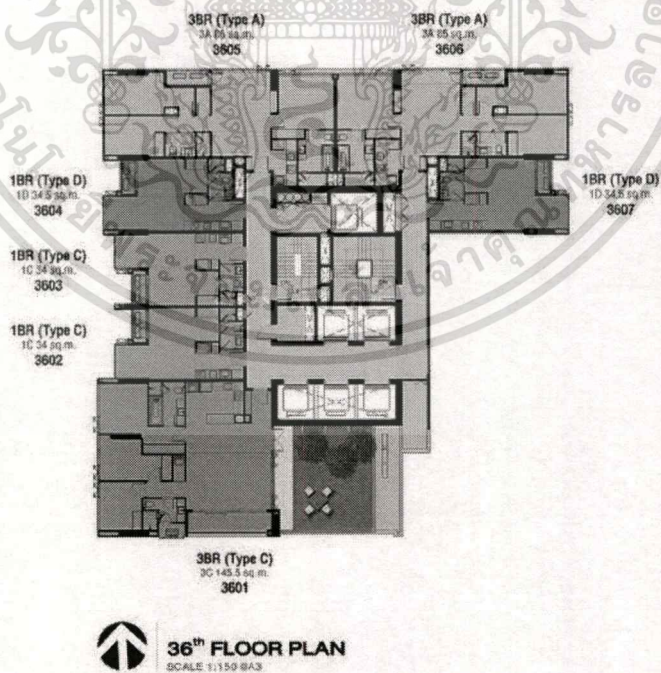 3BR (Type A)
3A 86 sq.m.
3605
3BR (Type A)
3A 86 sq.m.
3606
1BR (Type D)
1D 34.5 sq.m.
3604
1BR (Type D)
1D 34.5 sq.m.
3607
1BR (Type C)
1C 34 sq.m.
3603
1BR (Type C)
1C 34 sq.m.
3602
3BR (Type C)
3C 145.5 sq.m.
3601
36th FLOOR PLAN
SCALE 1:150 @A3